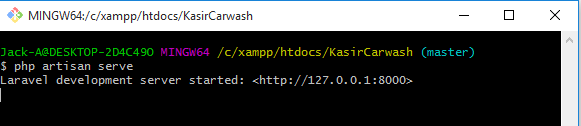 MINGW64:/c/xampp/htdocs/KasirCarwash
Jack-A@DESKTOP-2D4C49O MINGW64 /c/xampp/htdocs/KasirCarwash (master)
$ php artisan serve
Laravel development server started: <http://127.0.0.1:8000>